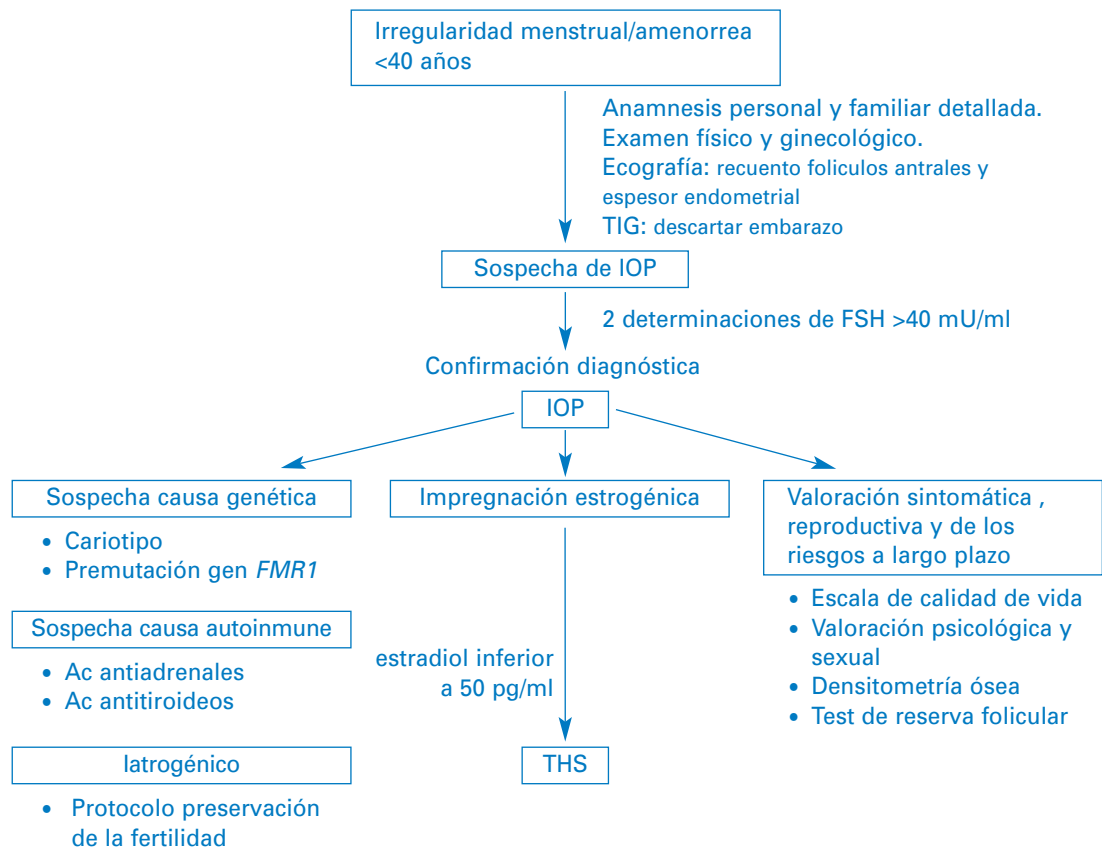 Irregularidad menstrual/amenorrea
<40 años
Anamnesis personal y familiar detallada.
Examen físico y ginecológico.
Ecografía: recuento foliculos antrales y
espesor endometrial
TIG: descartar embarazo
Sospecha de IOP
2 determinaciones de FSH >40 mU/ml
Confirmación diagnóstica
IOP
Sospecha causa genética
• Cariotipo
• Premutación gen FMR1
Sospecha causa autoinmune
• Ac antiadrenales
• Ac antitiroideos
Iatrogénico
• Protocolo preservación
de la fertilidad
Impregnación estrogénica
estradiol inferior
a 50 pg/ml
THS
Valoración sintomática ,
reproductiva y de los
riesgos a largo plazo
• Escala de calidad de vida
• Valoración psicológica y
sexual
• Densitometría ósea
• Test de reserva folicular